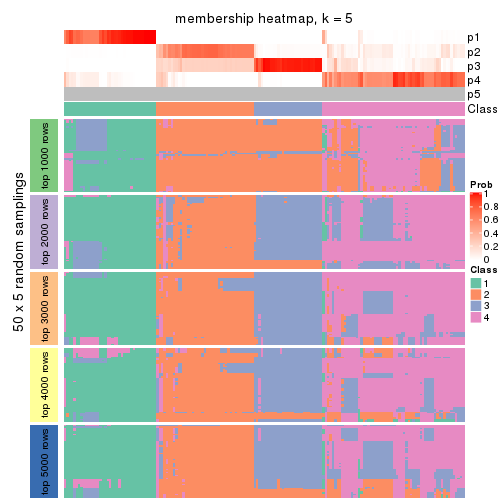 membership heatmap, k = 5
p1
p2
p3
p4
p5
Class
50 x 5 random samplings
top 1000 rows
top 2000 rows
top 3000 rows
top 4000 rows
top 5000 rows
Prob
1
0.8
0.6
0.4
0.2
0
Class
1
2
3
4